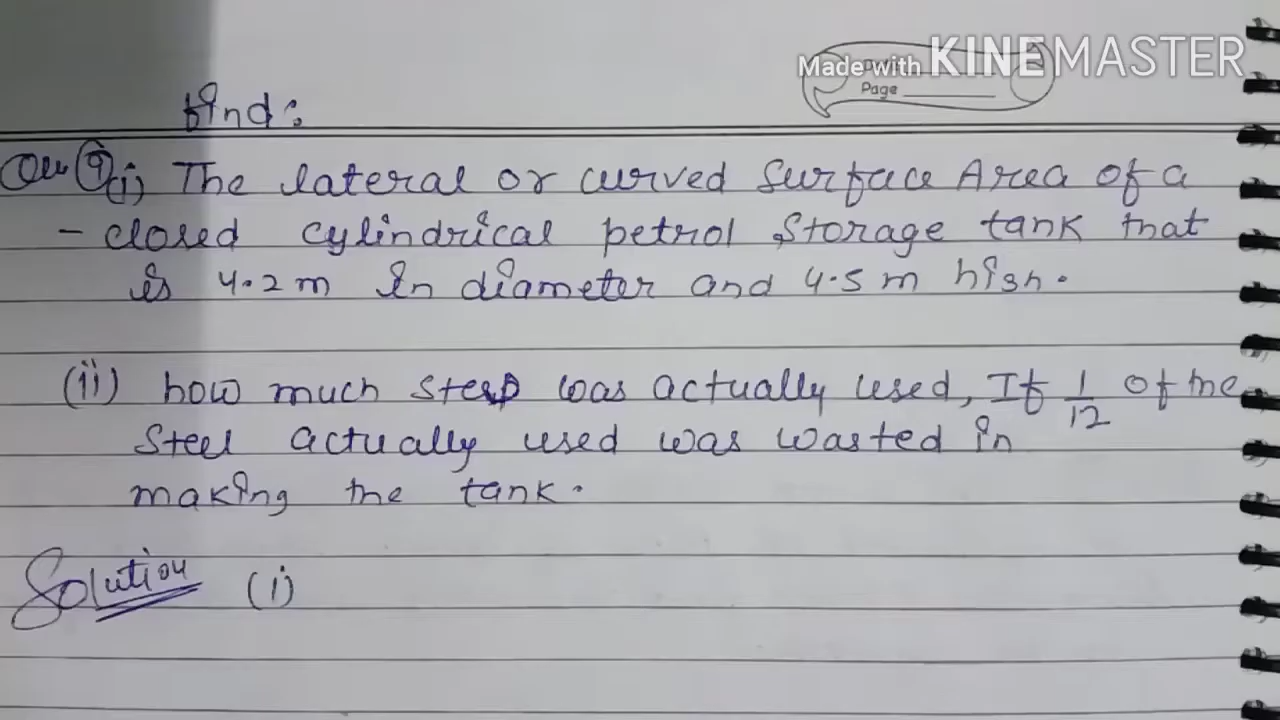 Made with KINEMASTER
Page
find:
Que 9 (i) The lateral or curved Surface Area of a
- closed cylindrical petrol storage tank that
is 4.2 m in diameter and 4.5 m high.
(ii) how much was actually used, If 1/12 of the
Steel actually used was wasted in
making the tank.
Solution (i)